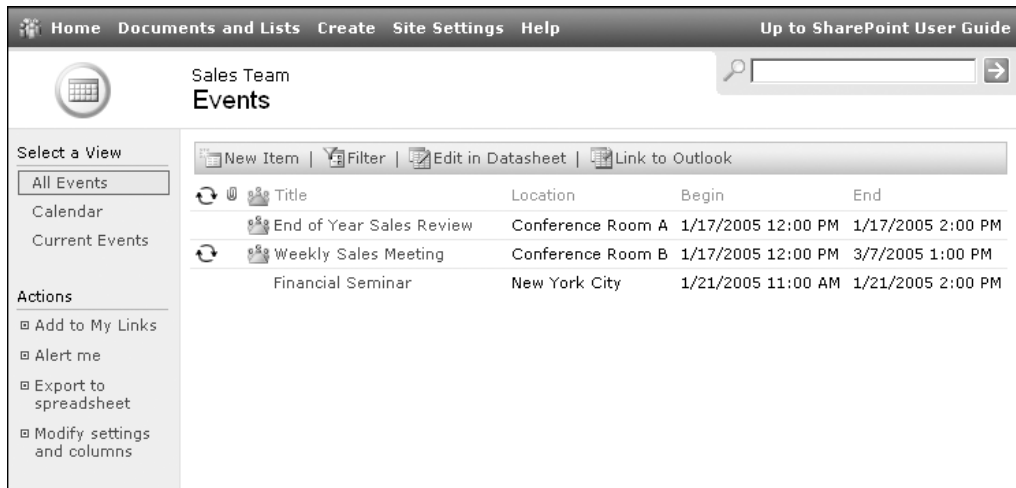 Home Documents and Lists Create Site Settings Help Up to SharePoint User Guide
Sales Team
Events
Select a View
All Events
Calendar
Current Events
Actions
Add to My Links
Alert me
Export to
spreadsheet
Modify settings
and columns
New Item | Filter | Edit in Datasheet | Link to Outlook
Title Location Begin End
End of Year Sales Review Conference Room A 1/17/2005 12:00 PM 1/17/2005 2:00 PM
Weekly Sales Meeting Conference Room B 1/17/2005 12:00 PM 3/7/2005 1:00 PM
Financial Seminar New York City 1/21/2005 11:00 AM 1/21/2005 2:00 PM